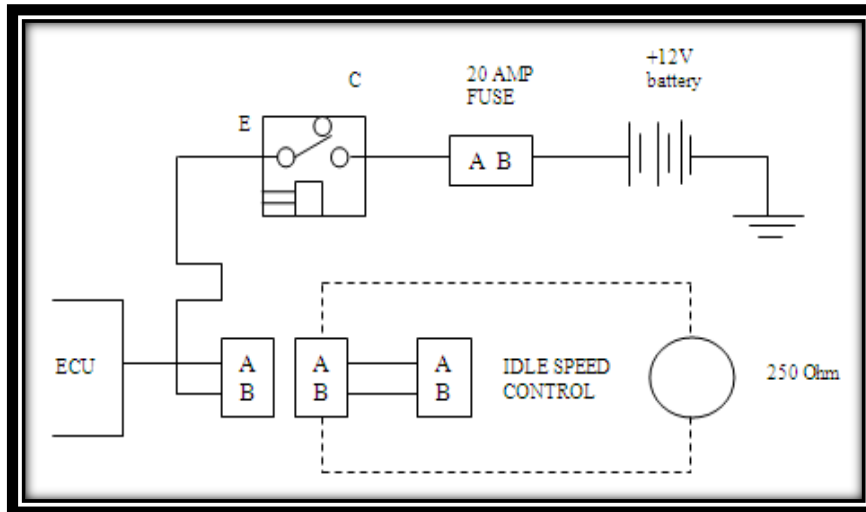 +12V
battery
20 AMP
FUSE
C
E
A B
ECU
A
B
A
B
A
B
IDLE SPEED
CONTROL
250 Ohm